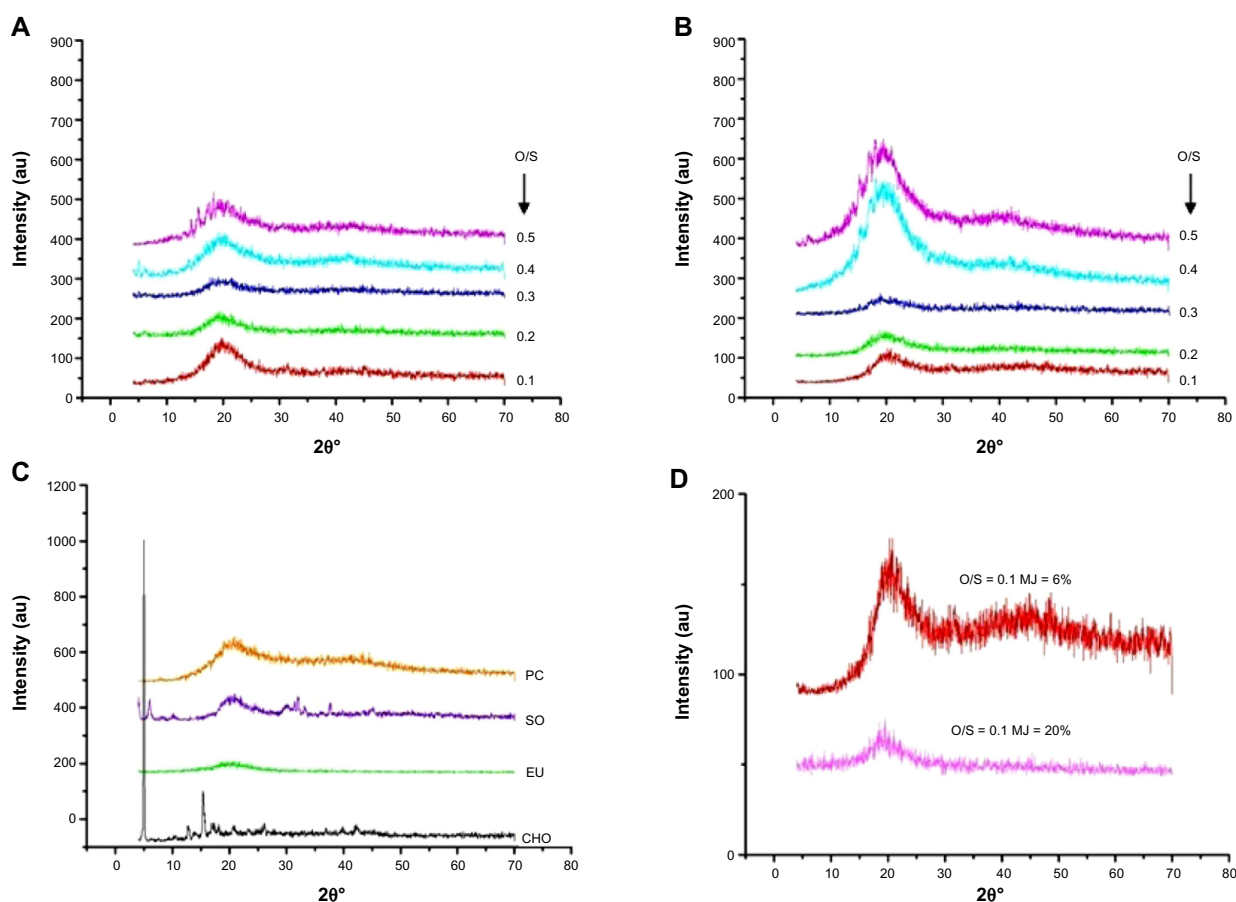 A
900
800
700
600
500
400
300
200
100
0
Intensity (au)
O/S
0.5
0.4
0.3
0.2
0.1
0 10 20 30 40 50 60 70 80
2θ°
B
900
800
700
600
500
400
300
200
100
0
Intensity (au)
O/S
0.5
0.4
0.3
0.2
0.1
0 10 20 30 40 50 60 70 80
2θ°
C
1200
1000
800
600
400
200
0
Intensity (au)
PC
SO
EU
CHO
0 10 20 30 40 50 60 70 80
2θ°
D
200
100
0
Intensity (au)
O/S = 0.1 MJ = 6%
O/S = 0.1 MJ = 20%
0 10 20 30 40 50 60 70 80
2θ°